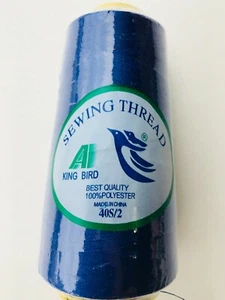 SEWING THREAD
®
KING BIRD
BEST QUALITY
100%POLYESTER
MADE IN CHINA
40S/2